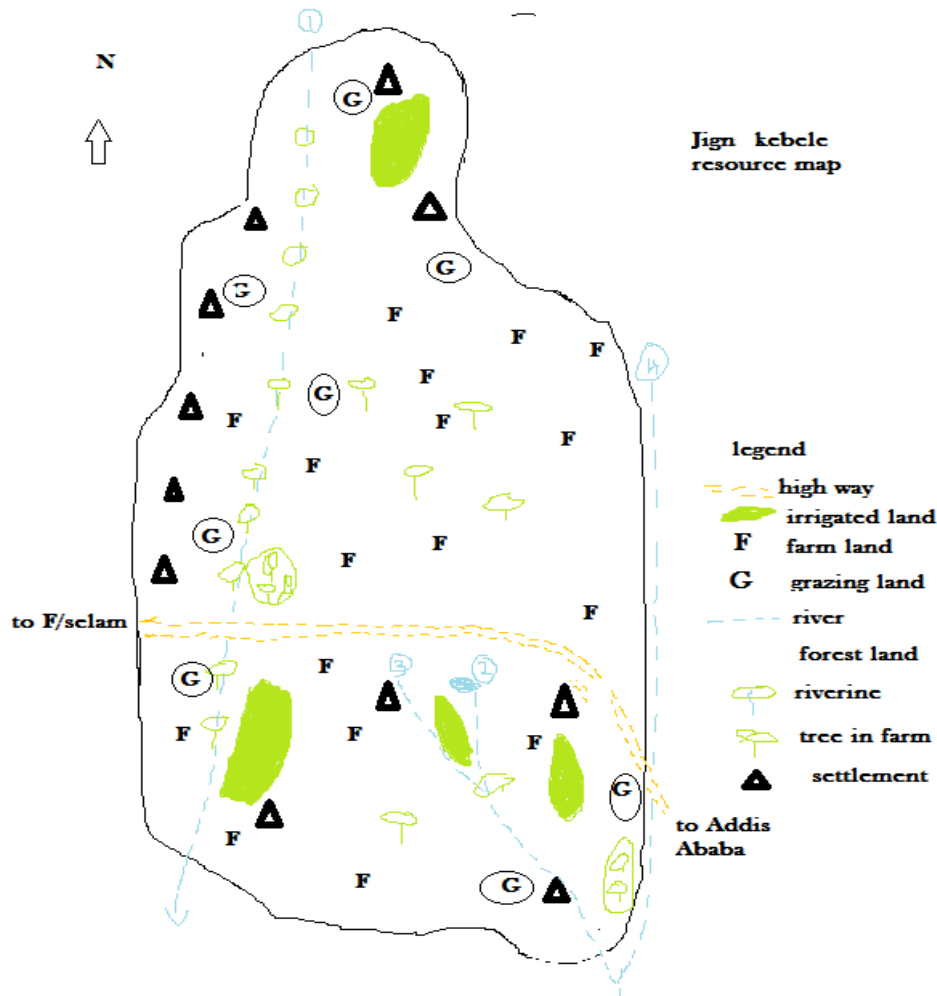 1
N
G
Jign kebele
resource map
G
G
F
F
F
F
G
F
F
F
F
G
F
F
F
to F/selam
F
G
F
F
F
G
F
F
G
legend
high way
irrigated land
F farm land
G grazing land
river
forest land
riverine
tree in farm
settlement
to Addis
Ababa